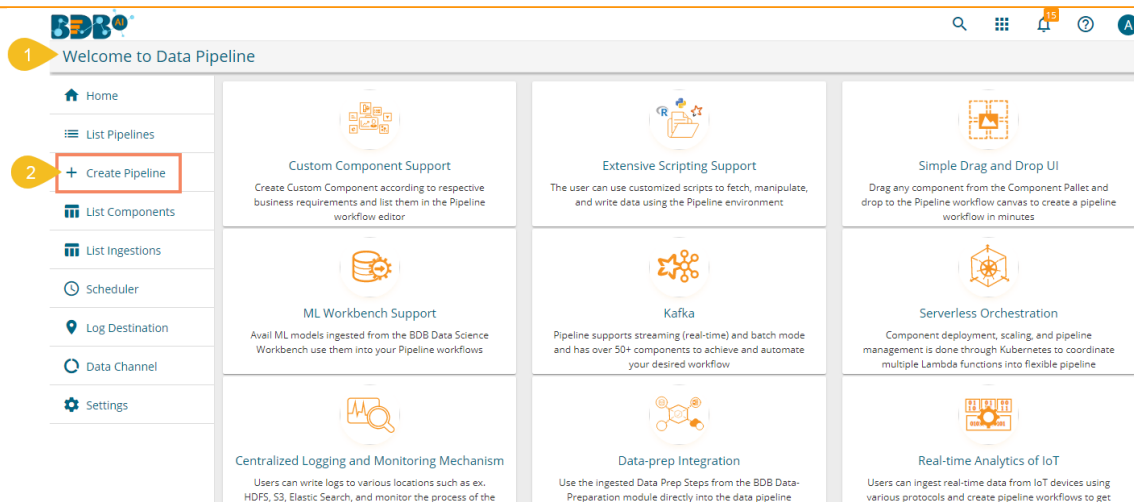 BDB AI
15
A
1
Welcome to Data Pipeline
Home
List Pipelines
2
Create Pipeline
List Components
List Ingestions
Scheduler
Log Destination
Data Channel
Settings
Custom Component Support
Create Custom Component according to respective
business requirements and list them in the Pipeline
workflow editor
R
Extensive Scripting Support
The user can use customized scripts to fetch, manipulate,
and write data using the Pipeline environment
Simple Drag and Drop UI
Drag any component from the Component Pallet and
drop to the Pipeline workflow canvas to create a pipeline
workflow in minutes
ML Workbench Support
Avail ML models ingested from the BDB Data Science
Workbench use them into your Pipeline workflows
Kafka
Pipeline supports streaming (real-time) and batch mode
and has over 50+ components to achieve and automate
your desired workflow
Serverless Orchestration
Component deployment, scaling, and pipeline
management is done through Kubernetes to coordinate
multiple Lambda functions into flexible pipeline
Centralized Logging and Monitoring Mechanism
Users can write logs to various locations such as ex.
HDFS, S3, Elastic Search, and monitor the process of the
Data-prep Integration
Use the ingested Data Prep Steps from the BDB Data-
Preparation module directly into the data pipeline
Real-time Analytics of IoT
Users can ingest real-time data from IoT devices using
various protocols and create pipeline workflows to get